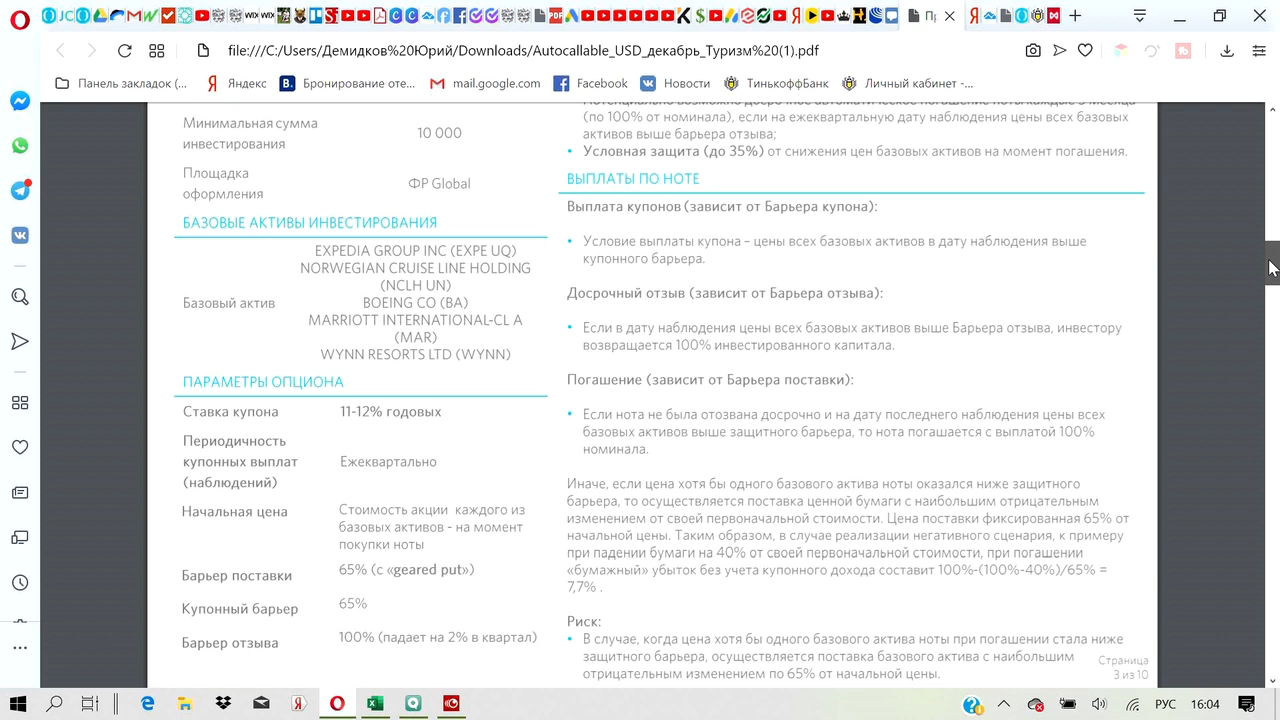 file:///C:/Users/Демидков%20Юрий/Downloads/Autocallable_USD_декабрь_Туризм%20(1).pdf
Панель закладок (...
Яндекс
Бронирование оте...
mail.google.com
Facebook
Новости
ТинькоффБанк
Личный кабинет -...
Минимальная сумма
инвестирования
10 000
Площадка
оформления
ФР Global
БАЗОВЫЕ АКТИВЫ ИНВЕСТИРОВАНИЯ
Базовый актив
EXPEDIA GROUP INC (EXPE UQ)
NORWEGIAN CRUISE LINE HOLDING
(NCLH UN)
BOEING CO (BA)
MARRIOTT INTERNATIONAL-CL A
(MAR)
WYNN RESORTS LTD (WYNN)
ПАРАМЕТРЫ ОПЦИОНА
Ставка купона
11-12% годовых
Периодичность
купонных выплат
(наблюдений)
Ежеквартально
Начальная цена
Стоимость акции каждого из
базовых активов - на момент
покупки ноты
Барьер поставки
65% (с «geared put»)
Купонный барьер
65%
Барьер отзыва
100% (падает на 2% в квартал)
(по 100% от номинала), если на ежеквартальную дату наблюдения цены всех базовых
активов выше барьера отзыва;
• Условная защита (до 35%) от снижения цен базовых активов на момент погашения.
ВЫПЛАТЫ ПО НОТЕ
Выплата купонов (зависит от Барьера купона):
• Условие выплаты купона – цены всех базовых активов в дату наблюдения выше
купонного барьера.
Досрочный отзыв (зависит от Барьера отзыва):
• Если в дату наблюдения цены всех базовых активов выше Барьера отзыва, инвестору
возвращается 100% инвестированного капитала.
Погашение (зависит от Барьера поставки):
• Если нота не была отозвана досрочно и на дату последнего наблюдения цены всех
базовых активов выше защитного барьера, то нота погашается с выплатой 100%
номинала.
Иначе, если цена хотя бы одного базового актива ноты оказался ниже защитного
барьера, то осуществляется поставка ценной бумаги с наибольшим отрицательным
изменением от своей первоначальной стоимости. Цена поставки фиксированная 65% от
начальной цены. Таким образом, в случае реализации негативного сценария, к примеру
при падении бумаги на 40% от своей первоначальной стоимости, при погашении
«бумажный» убыток без учета купонного дохода составит 100%-(100%-40%)/65% =
7,7% .
Риск:
• В случае, когда цена хотя бы одного базового актива ноты при погашении стала ниже
защитного барьера, осуществляется поставка базового актива с наибольшим
отрицательным изменением по 65% от начальной цены.
Страница
3 из 10
РУС
16:04